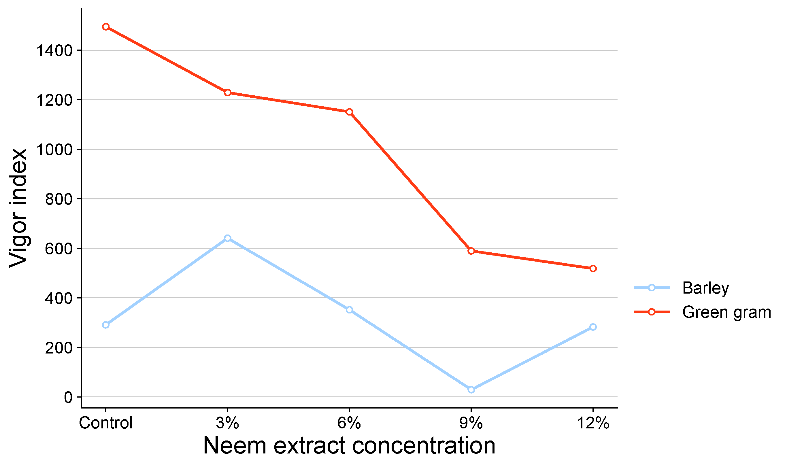 1400
1200
1000
800
600
400
200
0
Vigor index
Control 3% 6% 9% 12%
Neem extract concentration
Barley
Green gram